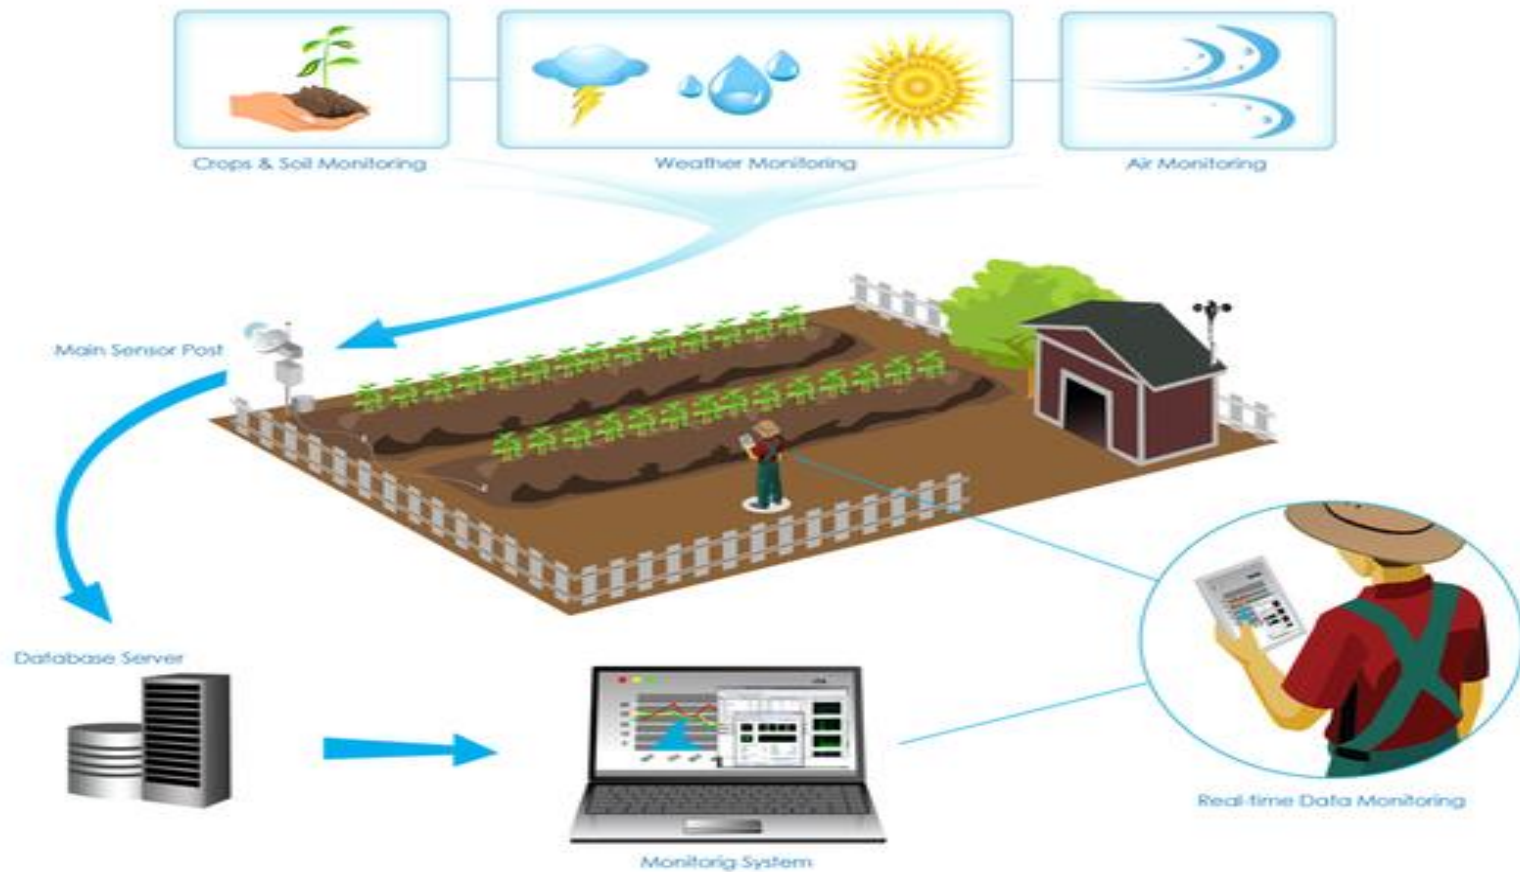 Crops & Soil Monitoring
Weather Monitoring
Air Monitoring
Main Sensor Post
Database Server
Real-time Data Monitoring
Monitorig System